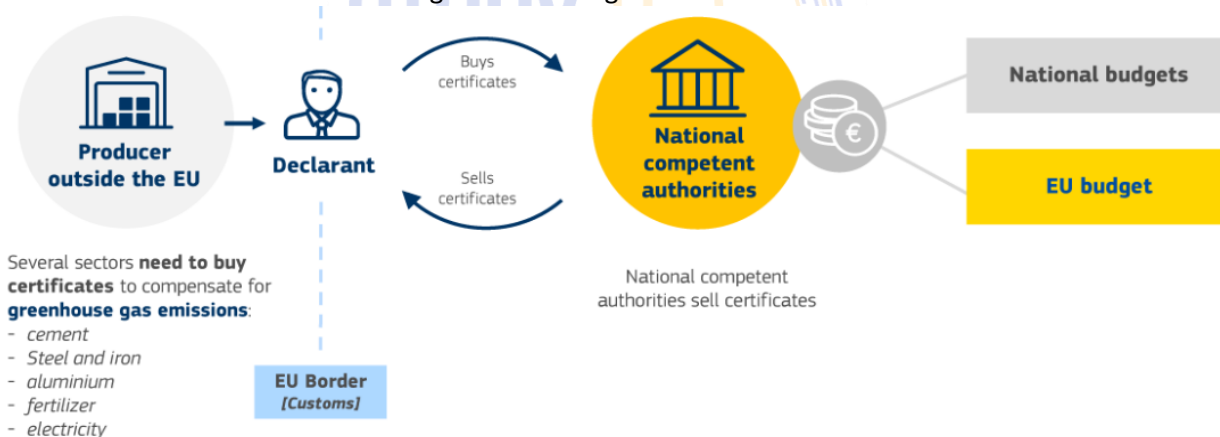 Producer
outside the EU
Declarant
Buys
certificates
Sells
certificates
National
competent
authorities
€
National budgets
EU budget
Several sectors need to buy
certificates to compensate for
greenhouse gas emissions:
- cement
- Steel and iron
- aluminium
- fertilizer
- electricity
EU Border
[Customs]
National competent
authorities sell certificates